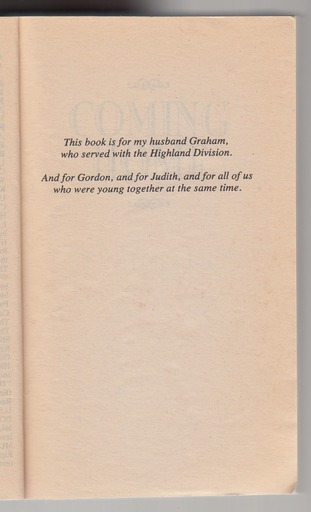 This book is for my husband Graham,
who served with the Highland Division.
And for Gordon, and for Judith, and for all of us
who were young together at the same time.
COMING